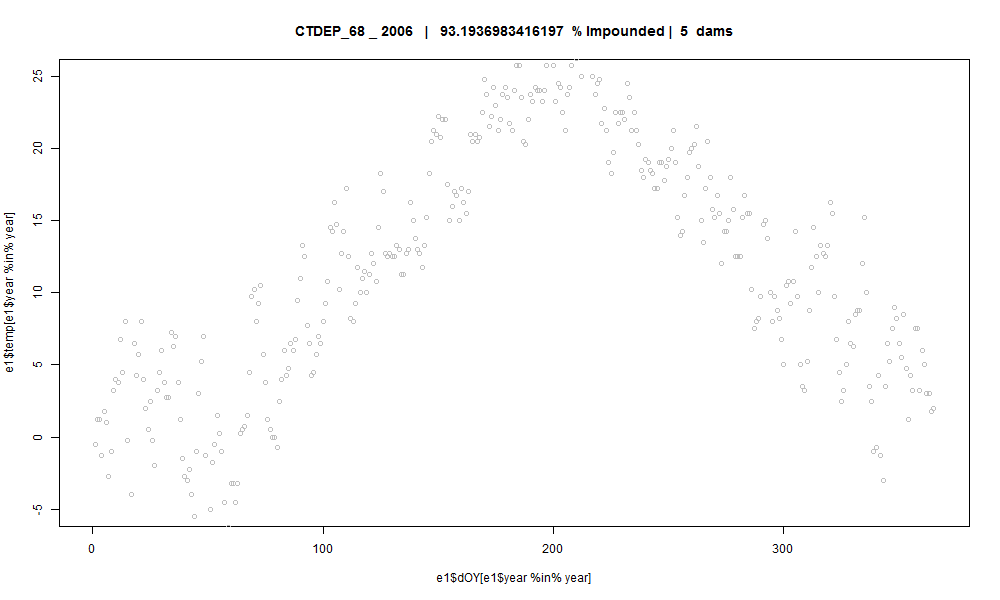 CTDEP_68 _ 2006 | 93.1936983416197 % Impounded | 5 dams
e1$temp[e1$year %in% year]
25
20
15
10
5
0
-5
0 100 200 300
e1$dOY[e1$year %in% year]